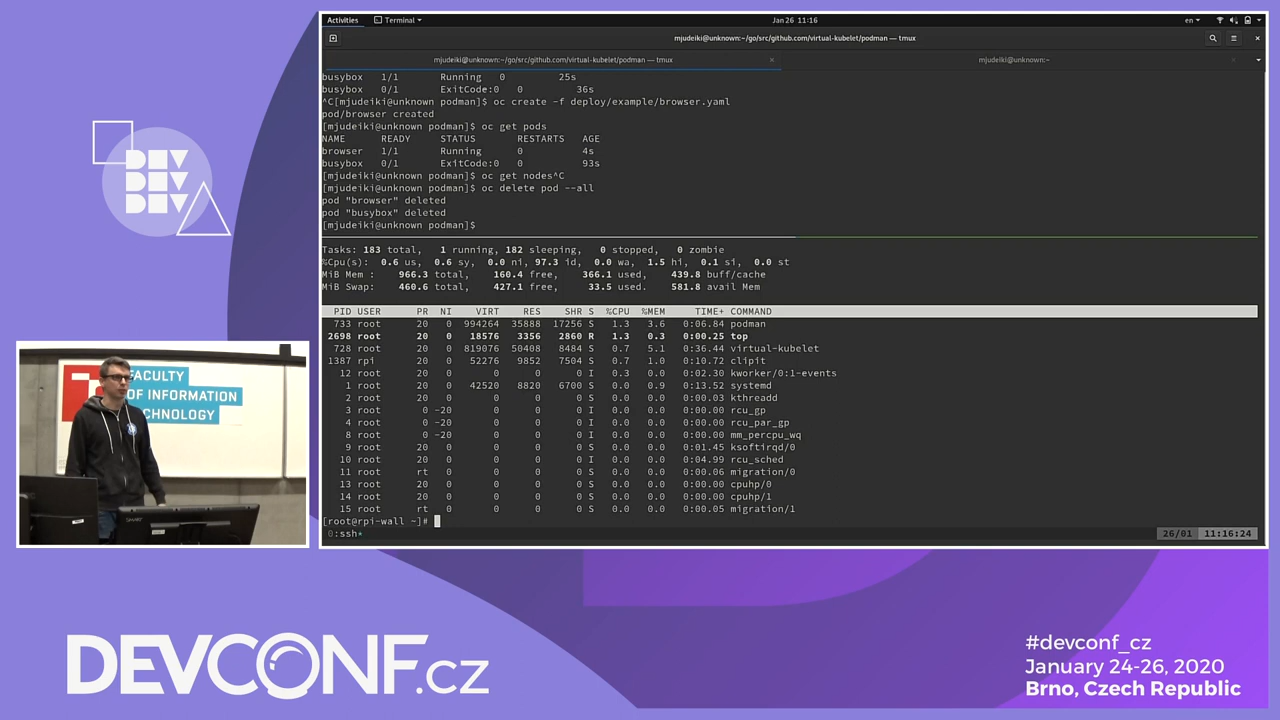 Activities Terminal Jan 26 11:16 en
mjudeiki@unknown:~/go/src/github.com/virtual-kubelet/podman — tmux
mjudeiki@unknown:~/go/src/github.com/virtual-kubelet/podman — tmux mjudeiki@unknown:~
busybox 1/1 Running 0 25s
busybox 0/1 ExitCode:0 0 36s
^C[mjudeiki@unknown podman]$ oc create -f deploy/example/browser.yaml
pod/browser created
[mjudeiki@unknown podman]$ oc get pods
NAME READY STATUS RESTARTS AGE
browser 1/1 Running 0 4s
busybox 0/1 ExitCode:0 0 93s
[mjudeiki@unknown podman]$ oc get nodes^C
[mjudeiki@unknown podman]$ oc delete pod --all
pod "browser" deleted
pod "busybox" deleted
[mjudeiki@unknown podman]$
Tasks: 183 total, 1 running, 182 sleeping, 0 stopped, 0 zombie
%Cpu(s): 0.6 us, 0.6 sy, 0.0 ni, 97.3 id, 0.0 wa, 1.5 hi, 0.1 si, 0.0 st
MiB Mem : 966.3 total, 160.4 free, 366.1 used, 439.8 buff/cache
MiB Swap: 460.6 total, 427.1 free, 33.5 used. 581.8 avail Mem
PID USER PR NI VIRT RES SHR S %CPU %MEM TIME+ COMMAND
733 root 20 0 994264 35888 17256 S 1.3 3.6 0:06.84 podman
2698 root 20 0 18576 3356 2860 R 1.3 0.3 0:00.25 top
728 root 20 0 819076 50408 8484 S 0.7 5.1 0:36.44 virtual-kubelet
1387 rpi 20 0 52276 9852 7504 S 0.7 1.0 0:10.72 clipit
12 root 20 0 0 0 0 I 0.3 0.0 0:02.30 kworker/0:1-events
1 root 20 0 42520 8820 6700 S 0.0 0.9 0:13.52 systemd
2 root 20 0 0 0 0 S 0.0 0.0 0:00.03 kthreadd
3 root 0 -20 0 0 0 I 0.0 0.0 0:00.00 rcu_gp
4 root 0 -20 0 0 0 I 0.0 0.0 0:00.00 rcu_par_gp
8 root 0 -20 0 0 0 I 0.0 0.0 0:00.00 mm_percpu_wq
9 root 20 0 0 0 0 S 0.0 0.0 0:01.45 ksoftirqd/0
10 root 20 0 0 0 0 I 0.0 0.0 0:04.99 rcu_sched
11 root rt 0 0 0 0 S 0.0 0.0 0:00.06 migration/0
13 root 20 0 0 0 0 S 0.0 0.0 0:00.00 cpuhp/0
14 root 20 0 0 0 0 S 0.0 0.0 0:00.00 cpuhp/1
15 root rt 0 0 0 0 S 0.0 0.0 0:00.05 migration/1
[root@rpi-wall ~]#
0:ssh* 26/01 11:16:24
DEV
DEV
DEV
FACULTY
OF INFORMATION
TECHNOLOGY
SMART
DEVCONF.cz
#devconf_cz
January 24-26, 2020
Brno, Czech Republic